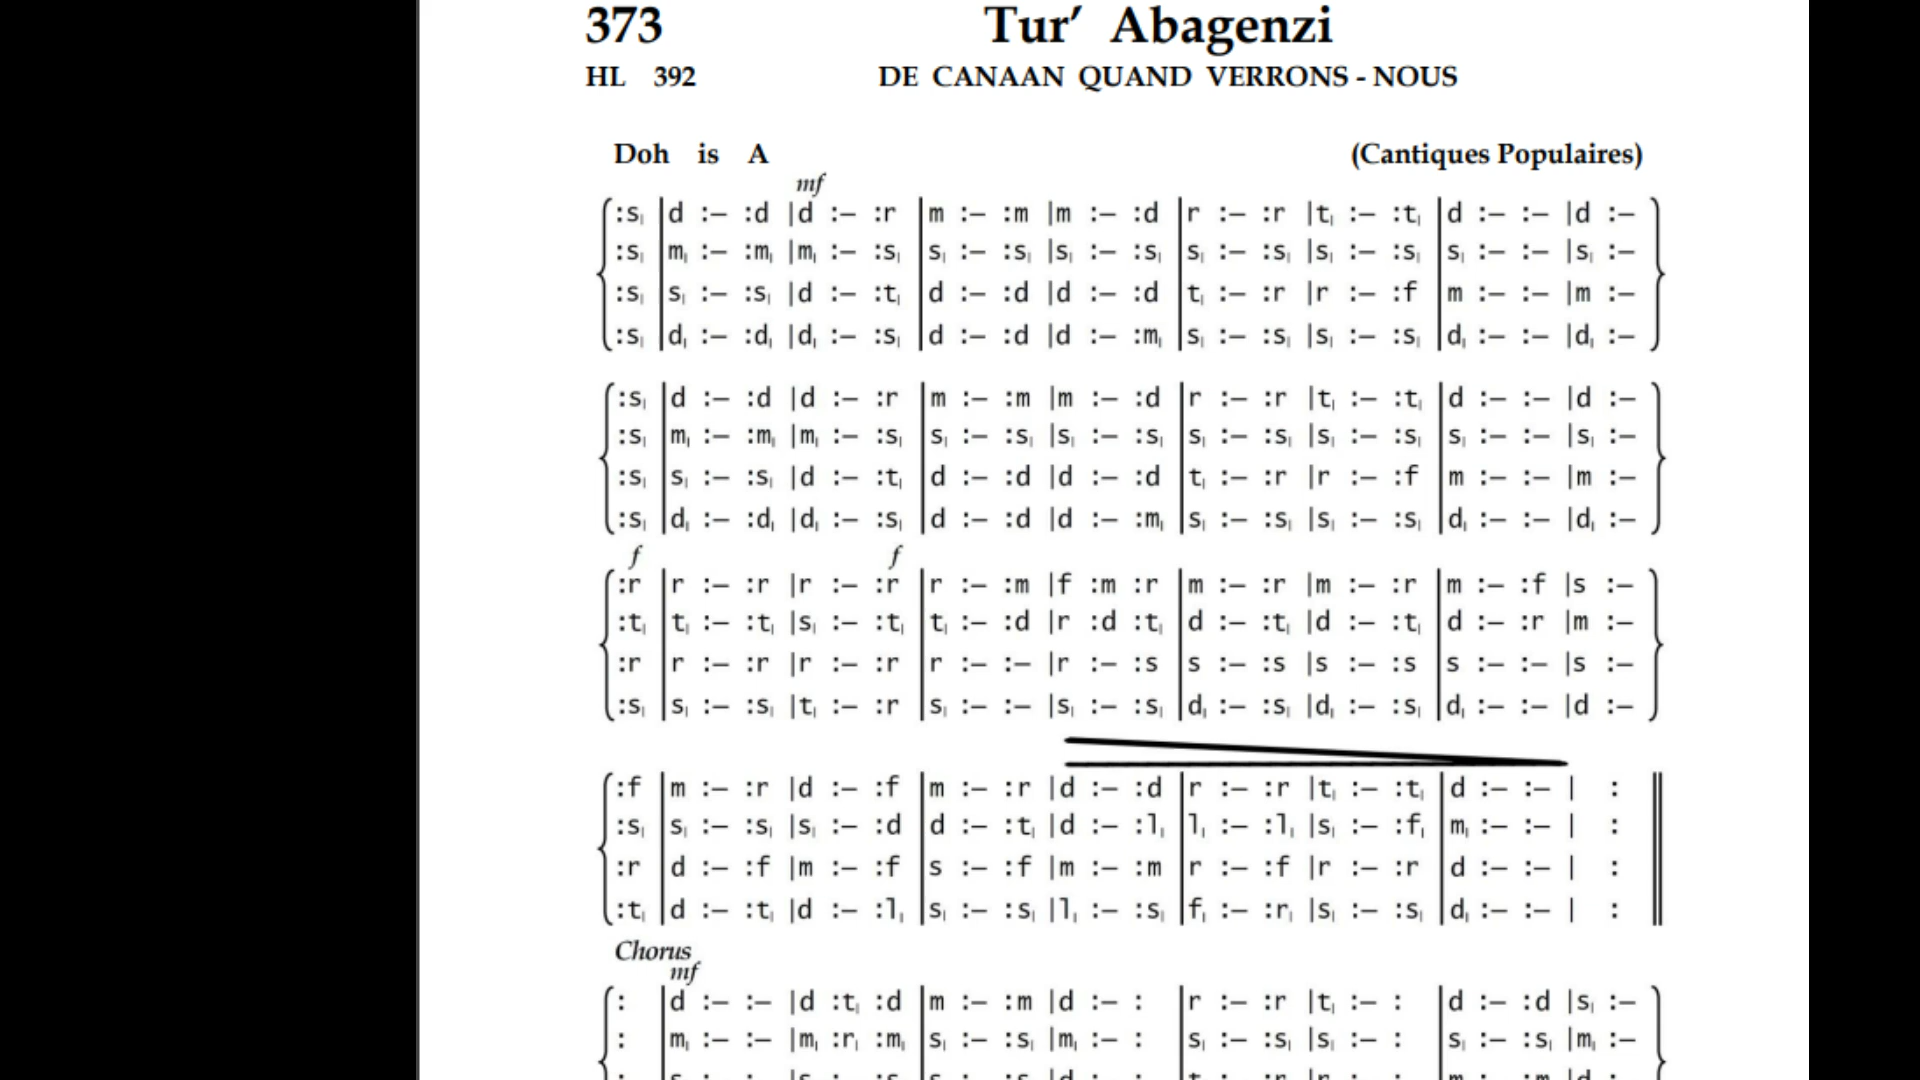 373 Tur’ Abagenzi
HL 392 DE CANAAN QUAND VERRONS - NOUS
Doh is A (Cantiques Populaires)
mf
:s| |d :– :d |d :– :r |m :– :m |m :– :d |r :– :r |t| :– :t| |d :– :– |d :–
:s| |m| :– :m| |m| :– :s| |s| :– :s| |s| :– :s| |s| :– :s| |s| :– :s| |s| :– :– |s| :–
:s| |s| :– :s| |d :– :t| |d :– :d |d :– :d |t| :– :r |r :– :f |m :– :– |m :–
:s| |d| :– :d| |d| :– :s| |d :– :d |d :– :m| |s| :– :s| |s| :– :s| |d| :– :– |d| :–
:s| |d :– :d |d :– :r |m :– :m |m :– :d |r :– :r |t| :– :t| |d :– :– |d :–
:s| |m| :– :m| |m| :– :s| |s| :– :s| |s| :– :s| |s| :– :s| |s| :– :s| |s| :– :– |s| :–
:s| |s| :– :s| |d :– :t| |d :– :d |d :– :d |t| :– :r |r :– :f |m :– :– |m :–
:s| |d| :– :d| |d| :– :s| |d :– :d |d :– :m| |s| :– :s| |s| :– :s| |d| :– :– |d| :–
f f
:r |r :– :r |r :– :r |r :– :m |f :m :r |m :– :r |m :– :r |m :– :f |s :–
:t| |t| :– :t| |s| :– :t| |t| :– :d |r :d :t| |d :– :t| |d :– :t| |d :– :r |m :–
:r |r :– :r |r :– :r |r :– :– |r :– :s |s :– :s |s :– :s |s :– :– |s :–
:s| |s| :– :s| |t| :– :r |s| :– :– |s| :– :s| |d| :– :s| |d| :– :s| |d| :– :– |d :–
:f |m :– :r |d :– :f |m :– :r |d :– :d |r :– :r |t| :– :t| |d :– :– | :
:s| |s| :– :s| |s| :– :d |d :– :t| |d :– :l| |l| :– :l| |s| :– :f| |m| :– :– | :
:r |d :– :f |m :– :f |s :– :f |m :– :m |r :– :f |r :– :r |d :– :– | :
:t| |d :– :t| |d :– :l| |s| :– :s| |l| :– :s| |f| :– :r| |s| :– :s| |d| :– :– | :
Chorus
mf
: |d :– :– |d :t| :d |m :– :m |d :– : |r :– :r |t| :– : |d :– :d |s| :–
: |m| :– :– |m| :r| :m| |s| :– :s| |m| :– : |s| :– :s| |s| :– : |s| :– :s| |m| :–